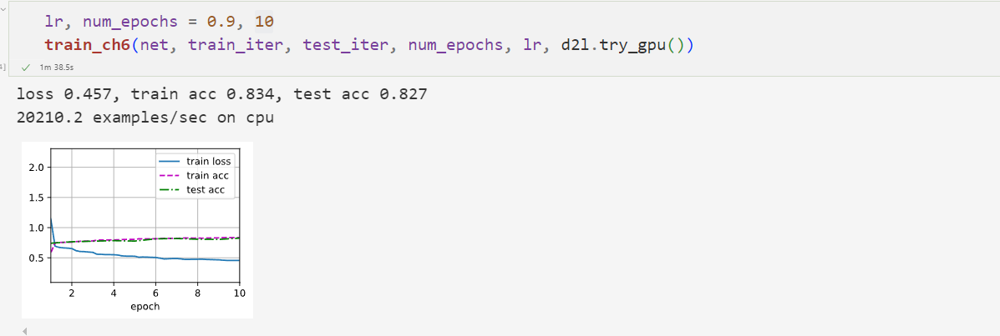 lr, num_epochs = 0.9, 10
train_ch6(net, train_iter, test_iter, num_epochs, lr, d2l.try_gpu())
4]
✓ 1m 38.5s
loss 0.457, train acc 0.834, test acc 0.827
20210.2 examples/sec on cpu
train loss
train acc
test acc
2.0
1.5
1.0
0.5
2 4 6 8 10
epoch